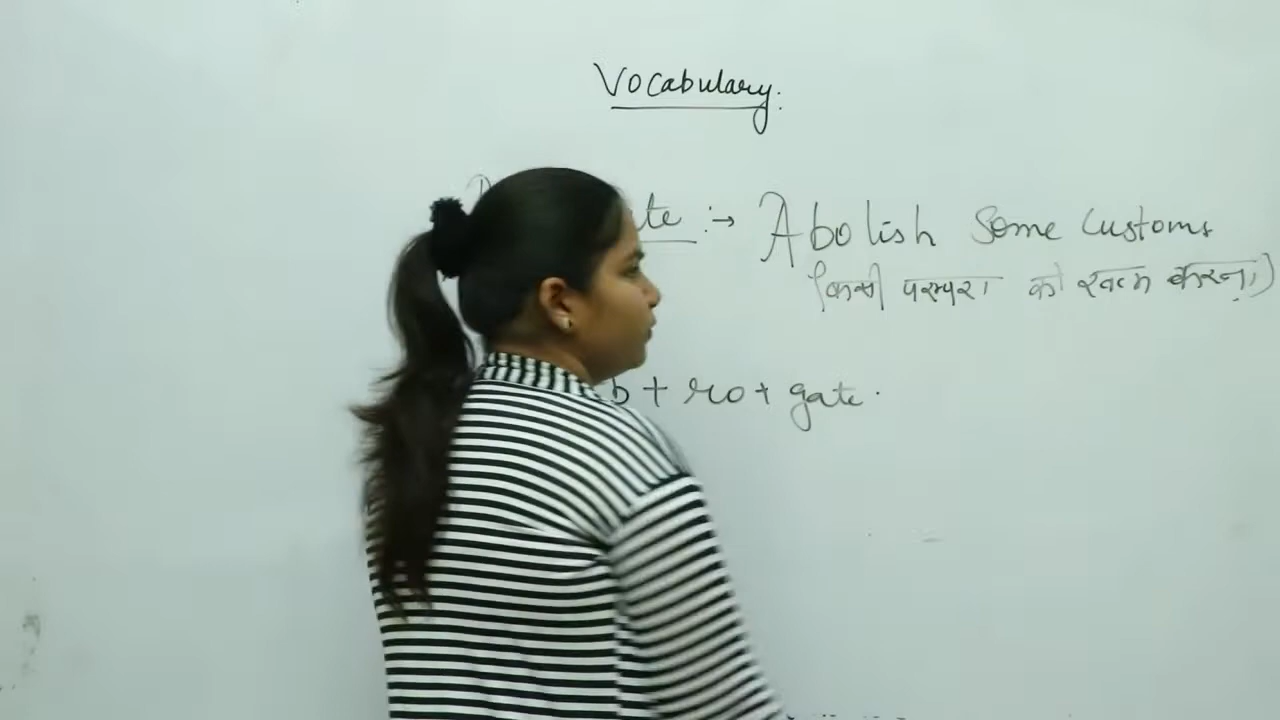 Vocabulary.
te :→ Abolish Some Customs
(किसी परम्परा को खत्म करना)
b + ro + gate.